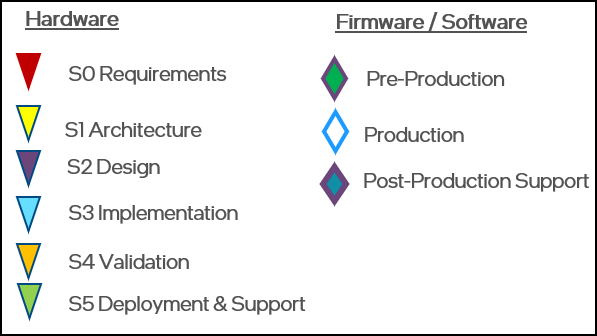 Hardware
S0 Requirements
S1 Architecture
S2 Design
S3 Implementation
S4 Validation
S5 Deployment & Support
Firmware / Software
Pre-Production
Production
Post-Production Support